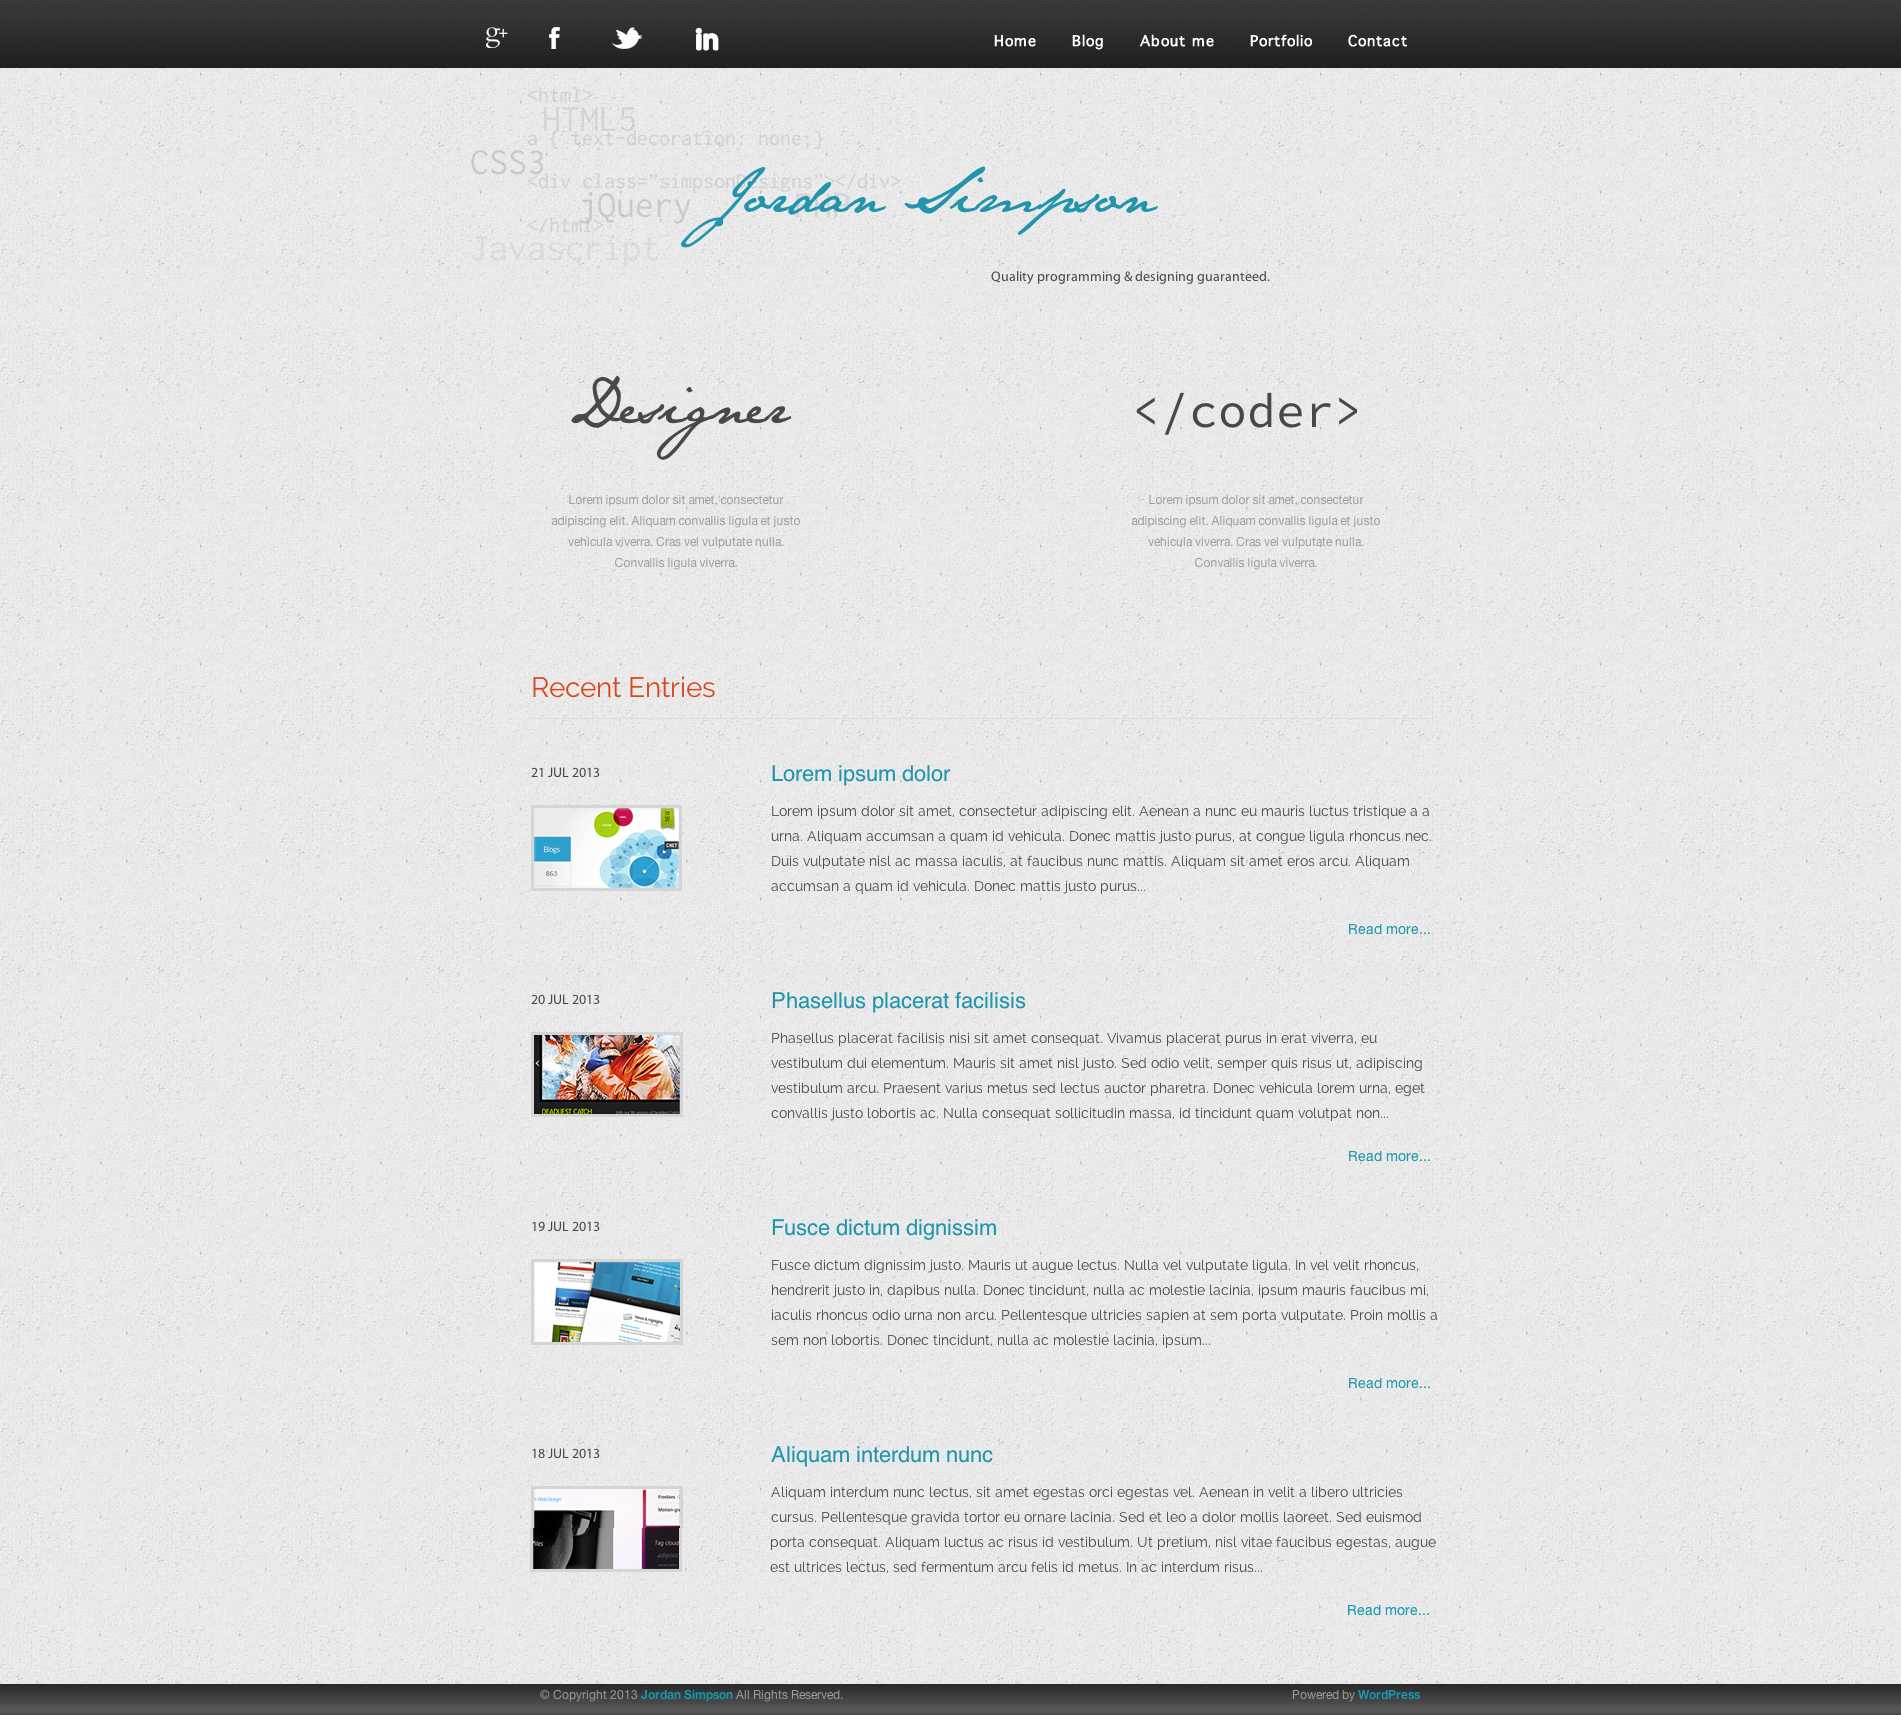 g+ f in
Home Blog About me Portfolio Contact
<html>
HTML5
a { text-decoration: none;}
CSS3
<div class="simpsonDesigns"></div>
jQuery
</html>
Javascript
Jordan Simpson
Quality programming & designing guaranteed.
Designer
</coder>
Lorem ipsum dolor sit amet, consectetur
adipiscing elit. Aliquam convallis ligula et justo
vehicula viverra. Cras vel vulputate nulla.
Convallis ligula viverra.
Lorem ipsum dolor sit amet, consectetur
adipiscing elit. Aliquam convallis ligula et justo
vehicula viverra. Cras vel vulputate nulla.
Convallis ligula viverra.
Recent Entries
21 JUL 2013
NEW
CNET
Blogs
863
Lorem ipsum dolor
Lorem ipsum dolor sit amet, consectetur adipiscing elit. Aenean a nunc eu mauris luctus tristique a a
urna. Aliquam accumsan a quam id vehicula. Donec mattis justo purus, at congue ligula rhoncus nec.
Duis vulputate nisl ac massa iaculis, at faucibus nunc mattis. Aliquam sit amet eros arcu. Aliquam
accumsan a quam id vehicula. Donec mattis justo purus...
Read more...
20 JUL 2013
DEADLIEST CATCH
Phasellus placerat facilisis
Phasellus placerat facilisis nisi sit amet consequat. Vivamus placerat purus in erat viverra, eu
vestibulum dui elementum. Mauris sit amet nisl justo. Sed odio velit, semper quis risus ut, adipiscing
vestibulum arcu. Praesent varius metus sed lectus auctor pharetra. Donec vehicula lorem urna, eget
convallis justo lobortis ac. Nulla consequat sollicitudin massa, id tincidunt quam volutpat non...
Read more...
19 JUL 2013
News & Highlights
Fusce dictum dignissim
Fusce dictum dignissim justo. Mauris ut augue lectus. Nulla vel vulputate ligula. In vel velit rhoncus,
hendrerit justo in, dapibus nulla. Donec tincidunt, nulla ac molestie lacinia, ipsum mauris faucibus mi,
iaculis rhoncus odio urna non arcu. Pellentesque ultricies sapien at sem porta vulputate. Proin mollis a
sem non lobortis. Donec tincidunt, nulla ac molestie lacinia, ipsum...
Read more...
18 JUL 2013
Web Design
Freebies
Motion gra
Files
Tag cloud
Aliquam interdum nunc
Aliquam interdum nunc lectus, sit amet egestas orci egestas vel. Aenean in velit a libero ultricies
cursus. Pellentesque gravida tortor eu ornare lacinia. Sed et leo a dolor mollis laoreet. Sed euismod
porta consequat. Aliquam luctus ac risus id vestibulum. Ut pretium, nisl vitae faucibus egestas, augue
est ultrices lectus, sed fermentum arcu felis id metus. In ac interdum risus...
Read more...
© Copyright 2013 Jordan Simpson All Rights Reserved.
Powered by WordPress